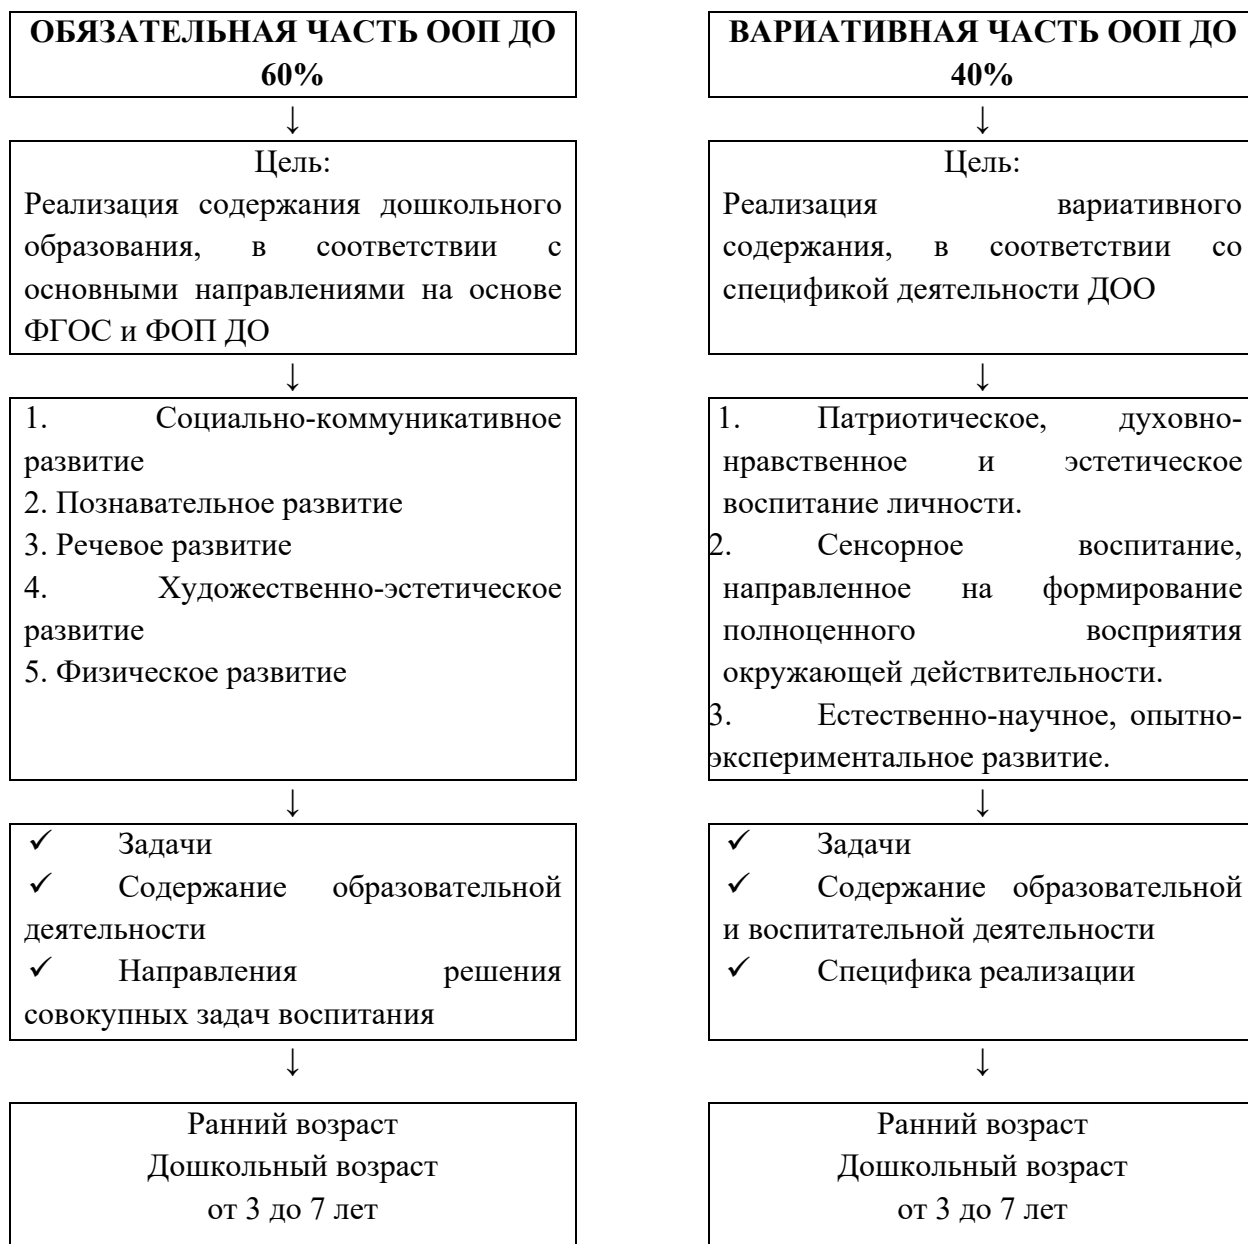 ОБЯЗАТЕЛЬНАЯ ЧАСТЬ ООП ДО
60%
↓
Цель:
Реализация содержания дошкольного
образования, в соответствии с
основными направлениями на основе
ФГОС и ФОП ДО
↓
1. Социально-коммуникативное
развитие
2. Познавательное развитие
3. Речевое развитие
4. Художественно-эстетическое
развитие
5. Физическое развитие
↓
✓ Задачи
✓ Содержание образовательной
деятельности
✓ Направления решения
совокупных задач воспитания
↓
Ранний возраст
Дошкольный возраст
от 3 до 7 лет
ВАРИАТИВНАЯ ЧАСТЬ ООП ДО
40%
↓
Цель:
Реализация вариативного
содержания, в соответствии со
спецификой деятельности ДОО
↓
1. Патриотическое, духовно-
нравственное и эстетическое
воспитание личности.
2. Сенсорное воспитание,
направленное на формирование
полноценного восприятия
окружающей действительности.
3. Естественно-научное, опытно-
экспериментальное развитие.
↓
✓ Задачи
✓ Содержание образовательной
и воспитательной деятельности
✓ Специфика реализации
↓
Ранний возраст
Дошкольный возраст
от 3 до 7 лет